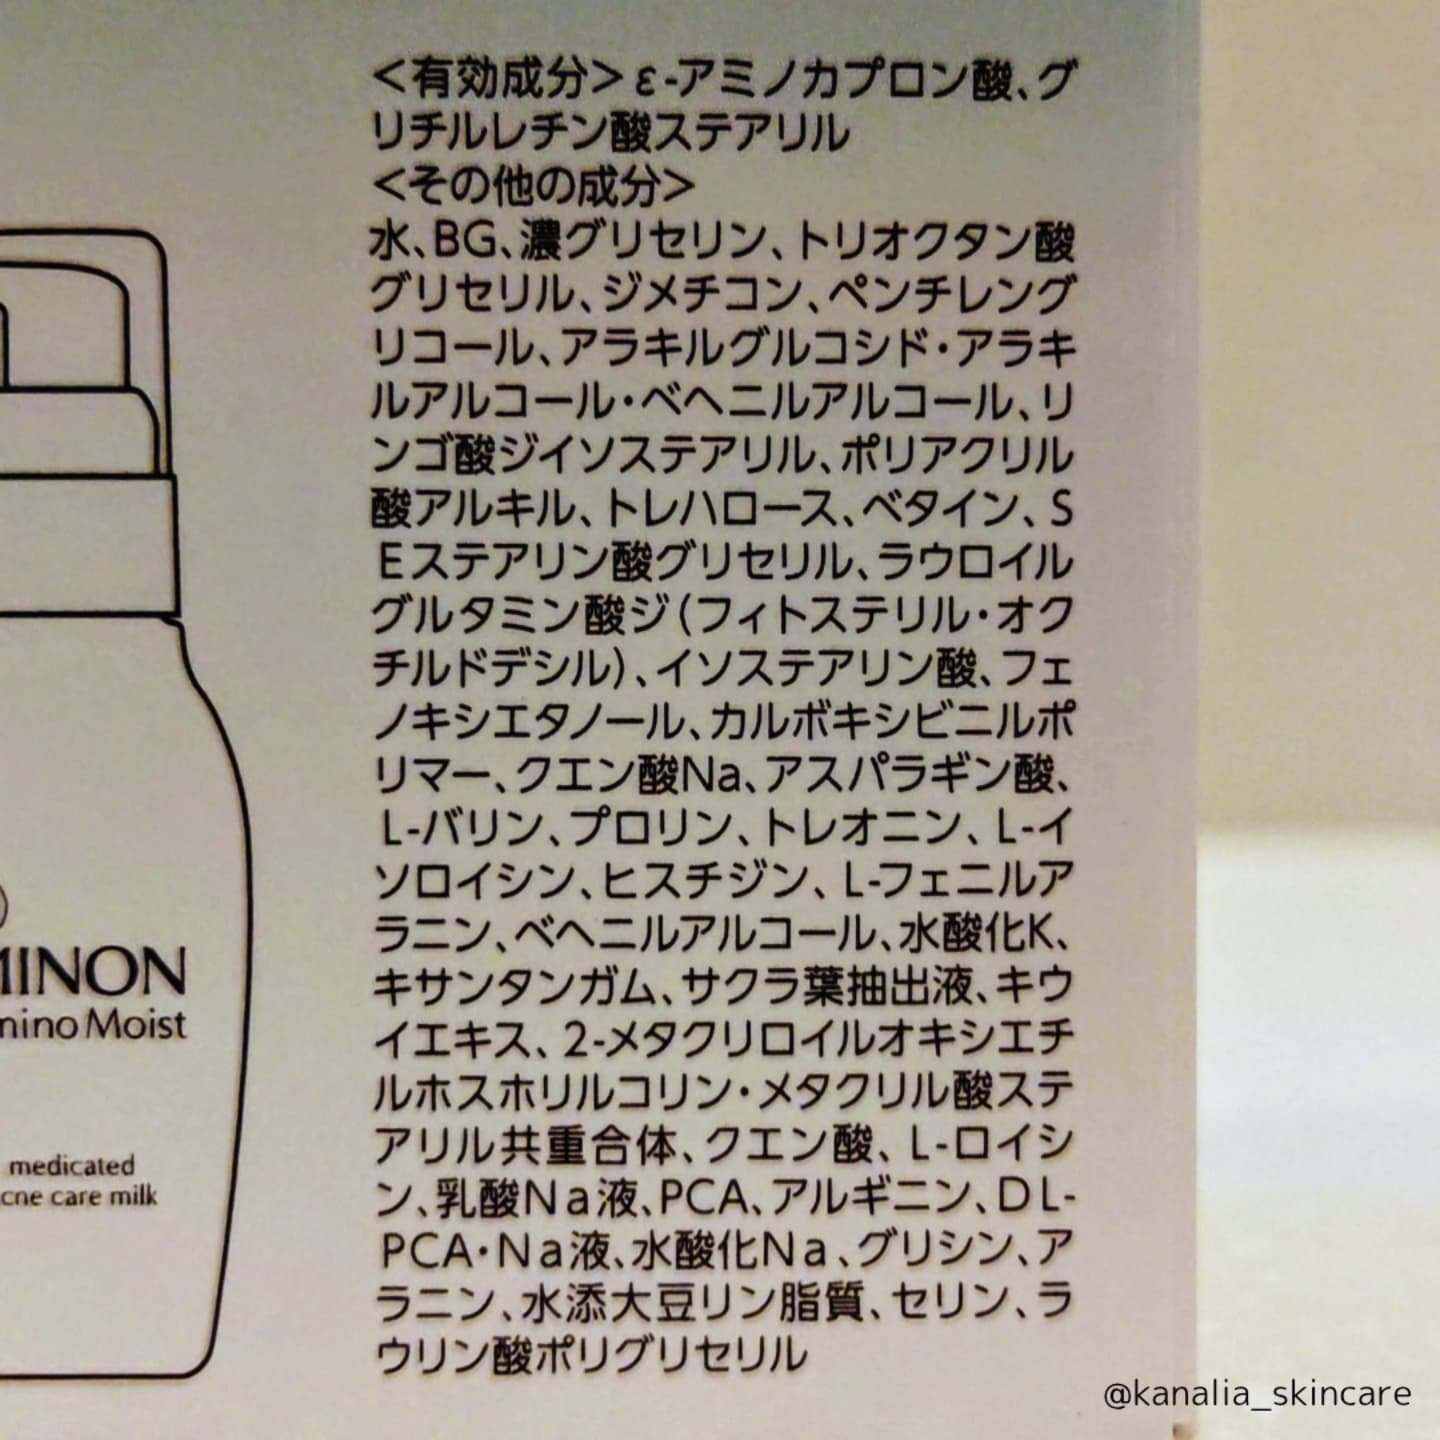 <有効成分>ε-アミノカプロン酸、グ
リチルレチン酸ステアリル
<その他の成分>
水、BG、濃グリセリン、トリオクタン酸
グリセリル、ジメチコン、ペンチレング
リコール、アラキルグルコシド・アラキ
ルアルコール・ベヘニルアルコール、リ
ンゴ酸ジイソステアリル、ポリアクリル
酸アルキル、トレハロース、ベタイン、S
Eステアリン酸グリセリル、ラウロイル
グルタミン酸ジ(フィトステリル・オク
チルドデシル)、イソステアリン酸、フェ
ノキシエタノール、カルボキシビニルポ
リマー、クエン酸Na、アスパラギン酸、
L-バリン、プロリン、トレオニン、L-イ
ソロイシン、ヒスチジン、L-フェニルア
ラニン、ベヘニルアルコール、水酸化K、
キサンタンガム、サクラ葉抽出液、キウ
イエキス、2-メタクリロイルオキシエチ
ルホスホリルコリン・メタクリル酸ステ
アリル共重合体、クエン酸、L-ロイシ
ン、乳酸Na液、PCA、アルギニン、DL-
PCA・Na液、水酸化Na、グリシン、ア
ラニン、水添大豆リン脂質、セリン、ラ
ウリン酸ポリグリセリル
MINON
mino Moist
medicated
cne care milk
@kanalia_skincare